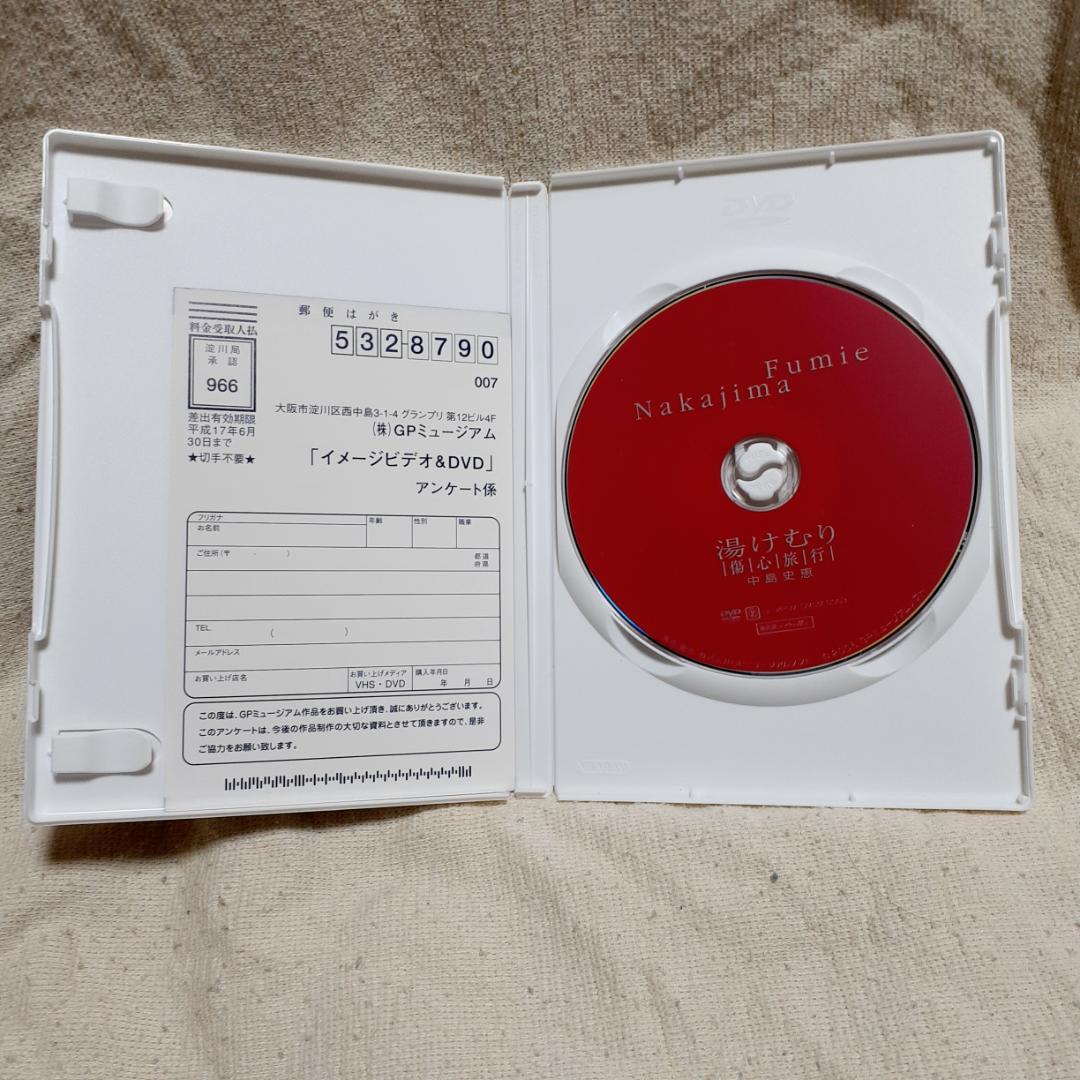 郵便はがき
料金受取人払
淀川局
承認
966
差出有効期限
平成17年6月
30日まで
★切手不要★
532-8790
007
大阪市淀川区西中島3-1-4 グランプリ 第12ビル4F
(株)GPミュージアム
「イメージビデオ&DVD」
アンケート係
フリガナ
お名前
年齢
性別
職業
ご住所(〒 - )
都道
府県
TEL. ( )
メールアドレス
お買い上げ店名
お買い上げメディア
VHS・DVD
購入年月日
年 月 日
この度は、GPミュージアム作品をお買い上げ頂き、誠にありがとうございます。
このアンケートは、今後の作品制作の大切な資料とさせて頂きますので、是非
ご協力をお願い致します。
DVD
Fumie
Nakajima
湯けむり
|傷|心|旅|行|
中島史恵
DVD